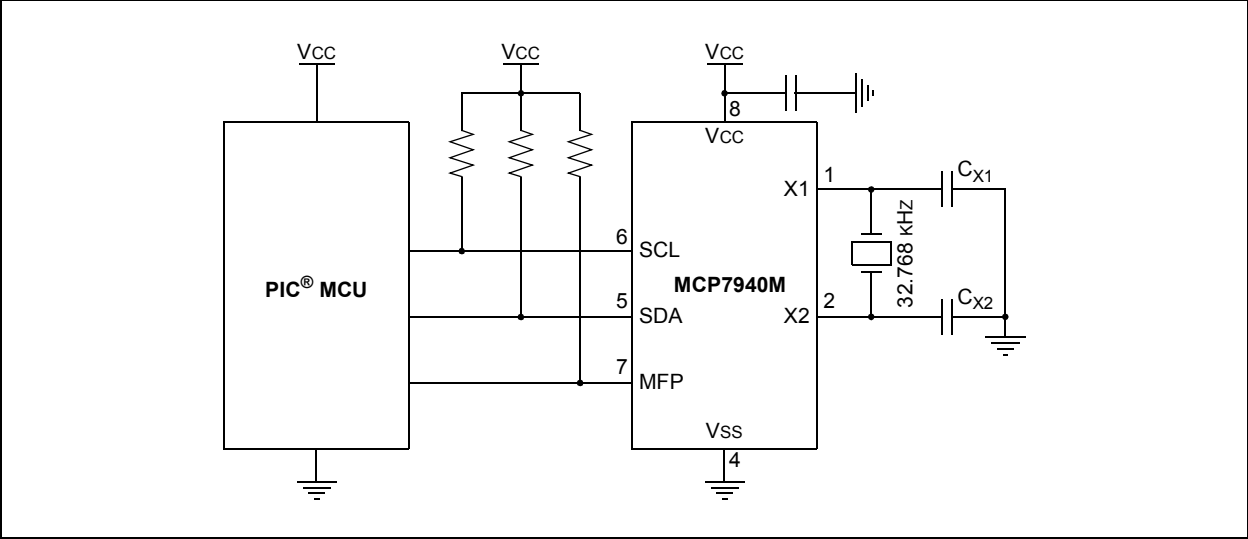 VCC
VCC
VCC
8
VCC
1
X1
CX1
6
SCL
32.768 KHZ
PIC® MCU
MCP7940M
5
SDA
2
X2
CX2
7
MFP
VSS
4